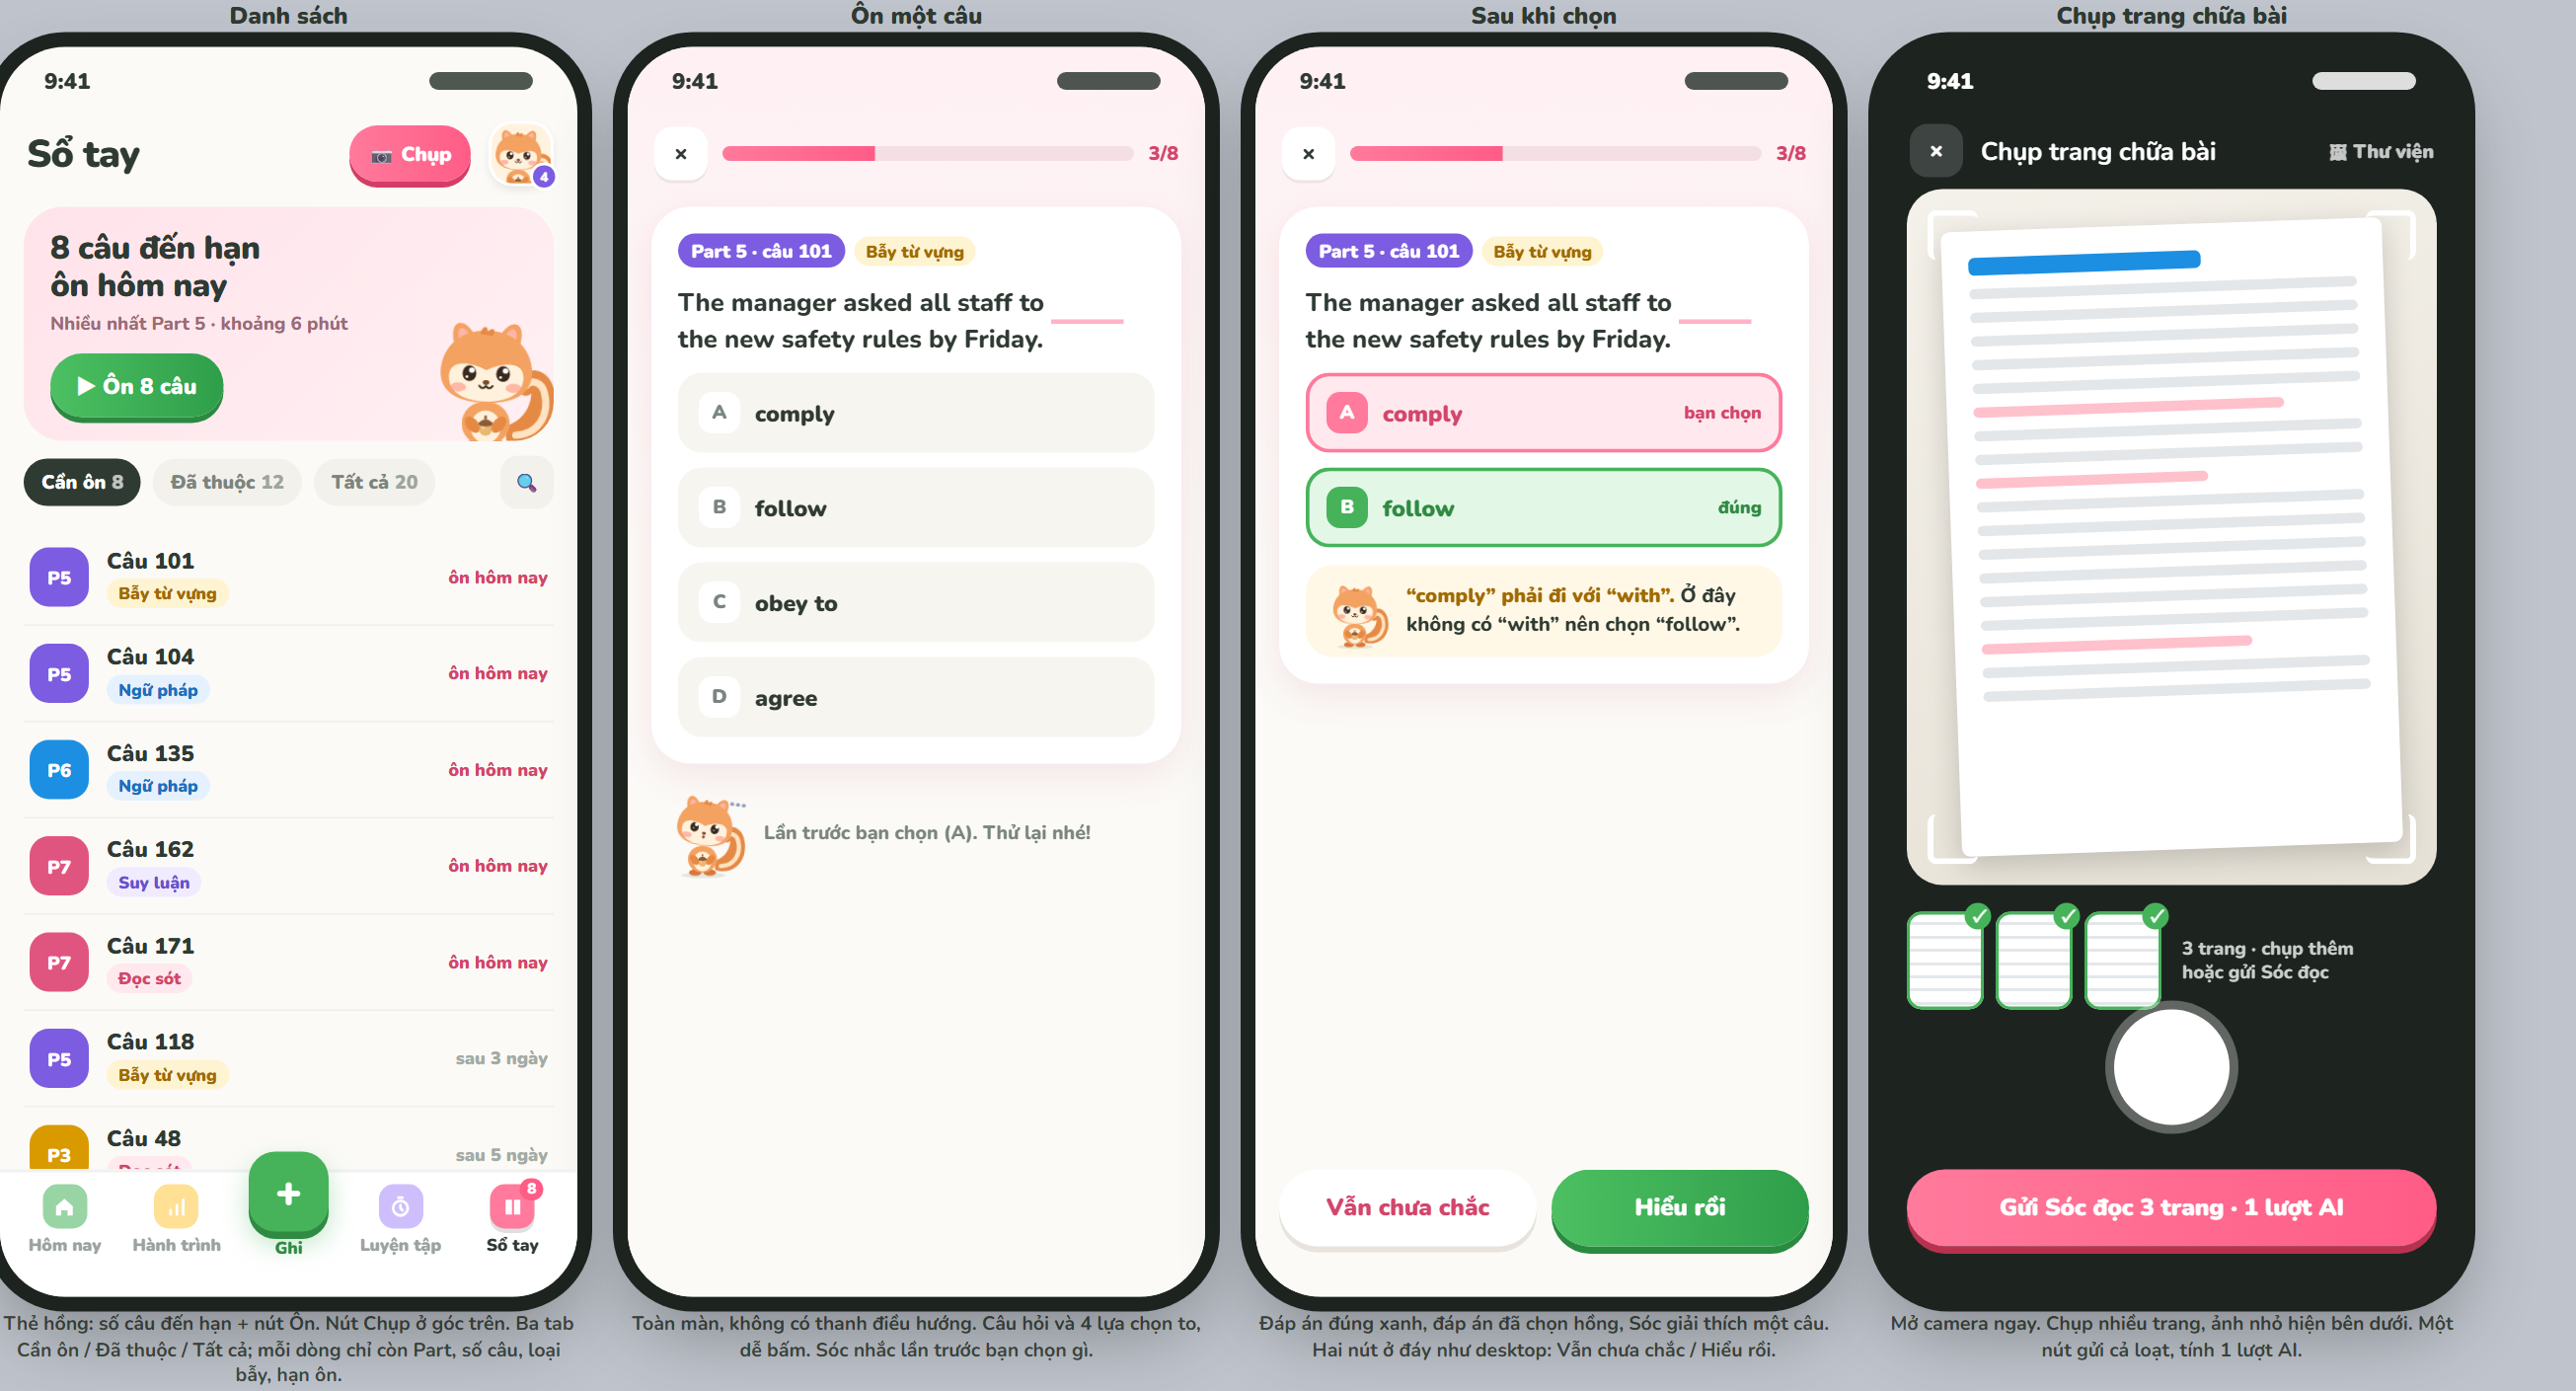 Danh sách
9:41
Sổ tay
Chụp
4
8 câu đến hạn
ôn hôm nay
Nhiều nhất Part 5 · khoảng 6 phút
▶ Ôn 8 câu
Cần ôn 8
Đã thuộc 12
Tất cả 20
P5
Câu 101
Bẫy từ vựng
ôn hôm nay
P5
Câu 104
Ngữ pháp
ôn hôm nay
P6
Câu 135
Ngữ pháp
ôn hôm nay
P7
Câu 162
Suy luận
ôn hôm nay
P7
Câu 171
Đọc sót
ôn hôm nay
P5
Câu 118
Bẫy từ vựng
sau 3 ngày
P3
Câu 48
sau 5 ngày
Hôm nay
Hành trình
+
Ghi
Luyện tập
8
Sổ tay
Thẻ hồng: số câu đến hạn + nút Ôn. Nút Chụp ở góc trên. Ba tab
Cần ôn / Đã thuộc / Tất cả; mỗi dòng chỉ còn Part, số câu, loại
bẫy, hạn ôn.
Ôn một câu
9:41
×
3/8
Part 5 · câu 101
Bẫy từ vựng
The manager asked all staff to ____
the new safety rules by Friday.
A comply
B follow
C obey to
D agree
Lần trước bạn chọn (A). Thử lại nhé!
Toàn màn, không có thanh điều hướng. Câu hỏi và 4 lựa chọn to,
dễ bấm. Sóc nhắc lần trước bạn chọn gì.
Sau khi chọn
9:41
×
3/8
Part 5 · câu 101
Bẫy từ vựng
The manager asked all staff to ____
the new safety rules by Friday.
A comply bạn chọn
B follow đúng
“comply” phải đi với “with”. Ở đây
không có “with” nên chọn “follow”.
Vẫn chưa chắc
Hiểu rồi
Đáp án đúng xanh, đáp án đã chọn hồng, Sóc giải thích một câu.
Hai nút ở đáy như desktop: Vẫn chưa chắc / Hiểu rồi.
Chụp trang chữa bài
9:41
×
Chụp trang chữa bài
Thư viện
3 trang · chụp thêm
hoặc gửi Sóc đọc
Gửi Sóc đọc 3 trang · 1 lượt AI
Mở camera ngay. Chụp nhiều trang, ảnh nhỏ hiện bên dưới. Một
nút gửi cả loạt, tính 1 lượt AI.